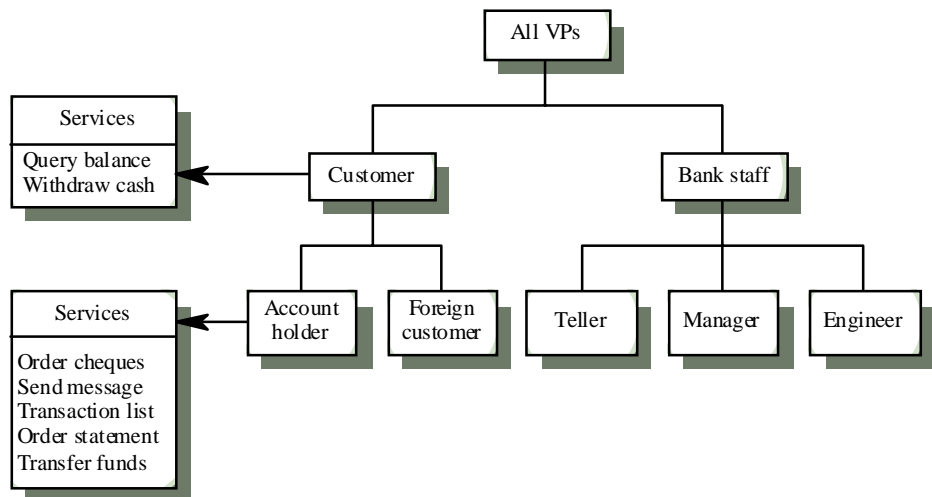 All VPs
Services
Query balance
Withdraw cash
Customer
Bank staff
Services
Order cheques
Send message
Transaction list
Order statement
Transfer funds
Account
holder
Foreign
customer
Teller
Manager
Engineer